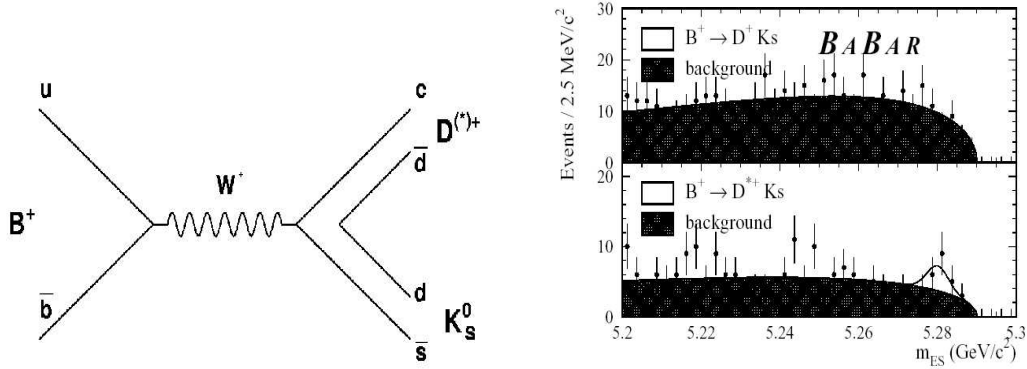 u
b̅
B⁺
W⁺
c
D⁽*⁾⁺
d̅
d
K⁰s
s̅
Events / 2.5 MeV/c²
30
20
10
0
B⁺ → D⁺ Ks
background
BABAR
20
10
0
B⁺ → D*⁺ Ks
background
5.2 5.22 5.24 5.26 5.28 5.3
mES (GeV/c²)